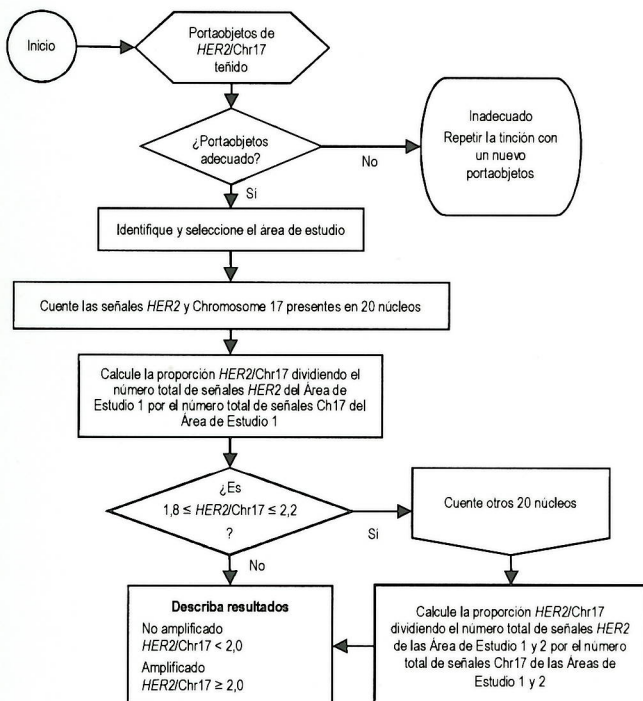 Inicio
Portaobjetos de
HER2/Chr17
teñido
¿Portaobjetos
adecuado?
No
Inadecuado
Repetir la tinción con
un nuevo
portaobjetos
Si
Identifique y seleccione el área de estudio
Cuente las señales HER2 y Chromosome 17 presentes en 20 núcleos
Calcule la proporción HER2/Chr17 dividiendo el
número total de señales HER2 del Área de
Estudio 1 por el número total de señales Ch17 del
Área de Estudio 1
¿Es
1,8 ≤ HER2/Chr17 ≤ 2,2
?
Si
Cuente otros 20 núcleos
No
Describa resultados
No amplificado
HER2/Chr17 < 2,0
Amplificado
HER2/Chr17 ≥ 2,0
Calcule la proporción HER2/Chr17
dividiendo el número total de señales HER2
de las Área de Estudio 1 y 2 por el número
total de señales Chr17 de las Áreas de
Estudio 1 y 2